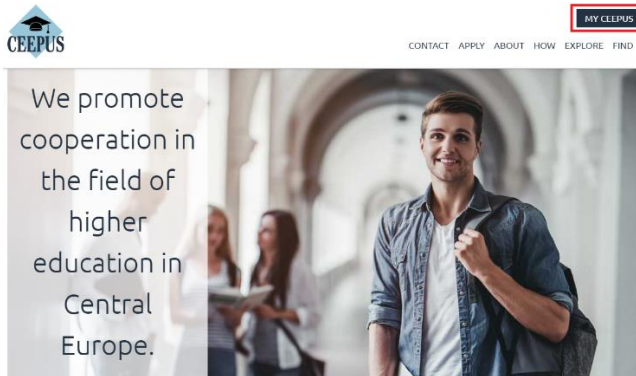 MY CEEPUS
CEEPUS
CONTACT APPLY ABOUT HOW EXPLORE FIND
We promote
cooperation in
the field of
higher
education in
Central
Europe.